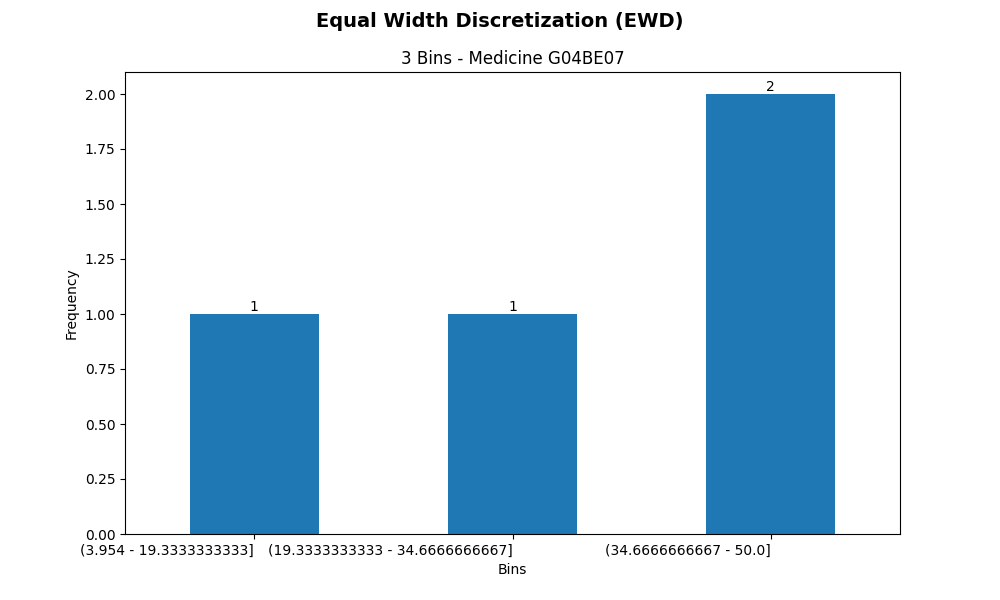 Equal Width Discretization (EWD)
3 Bins - Medicine G04BE07
2.00
1.75
1.50
1.25
1.00
0.75
0.50
0.25
0.00
Frequency
1
1
2
(3.954 - 19.3333333333]
(19.3333333333 - 34.6666666667]
(34.6666666667 - 50.0]
Bins